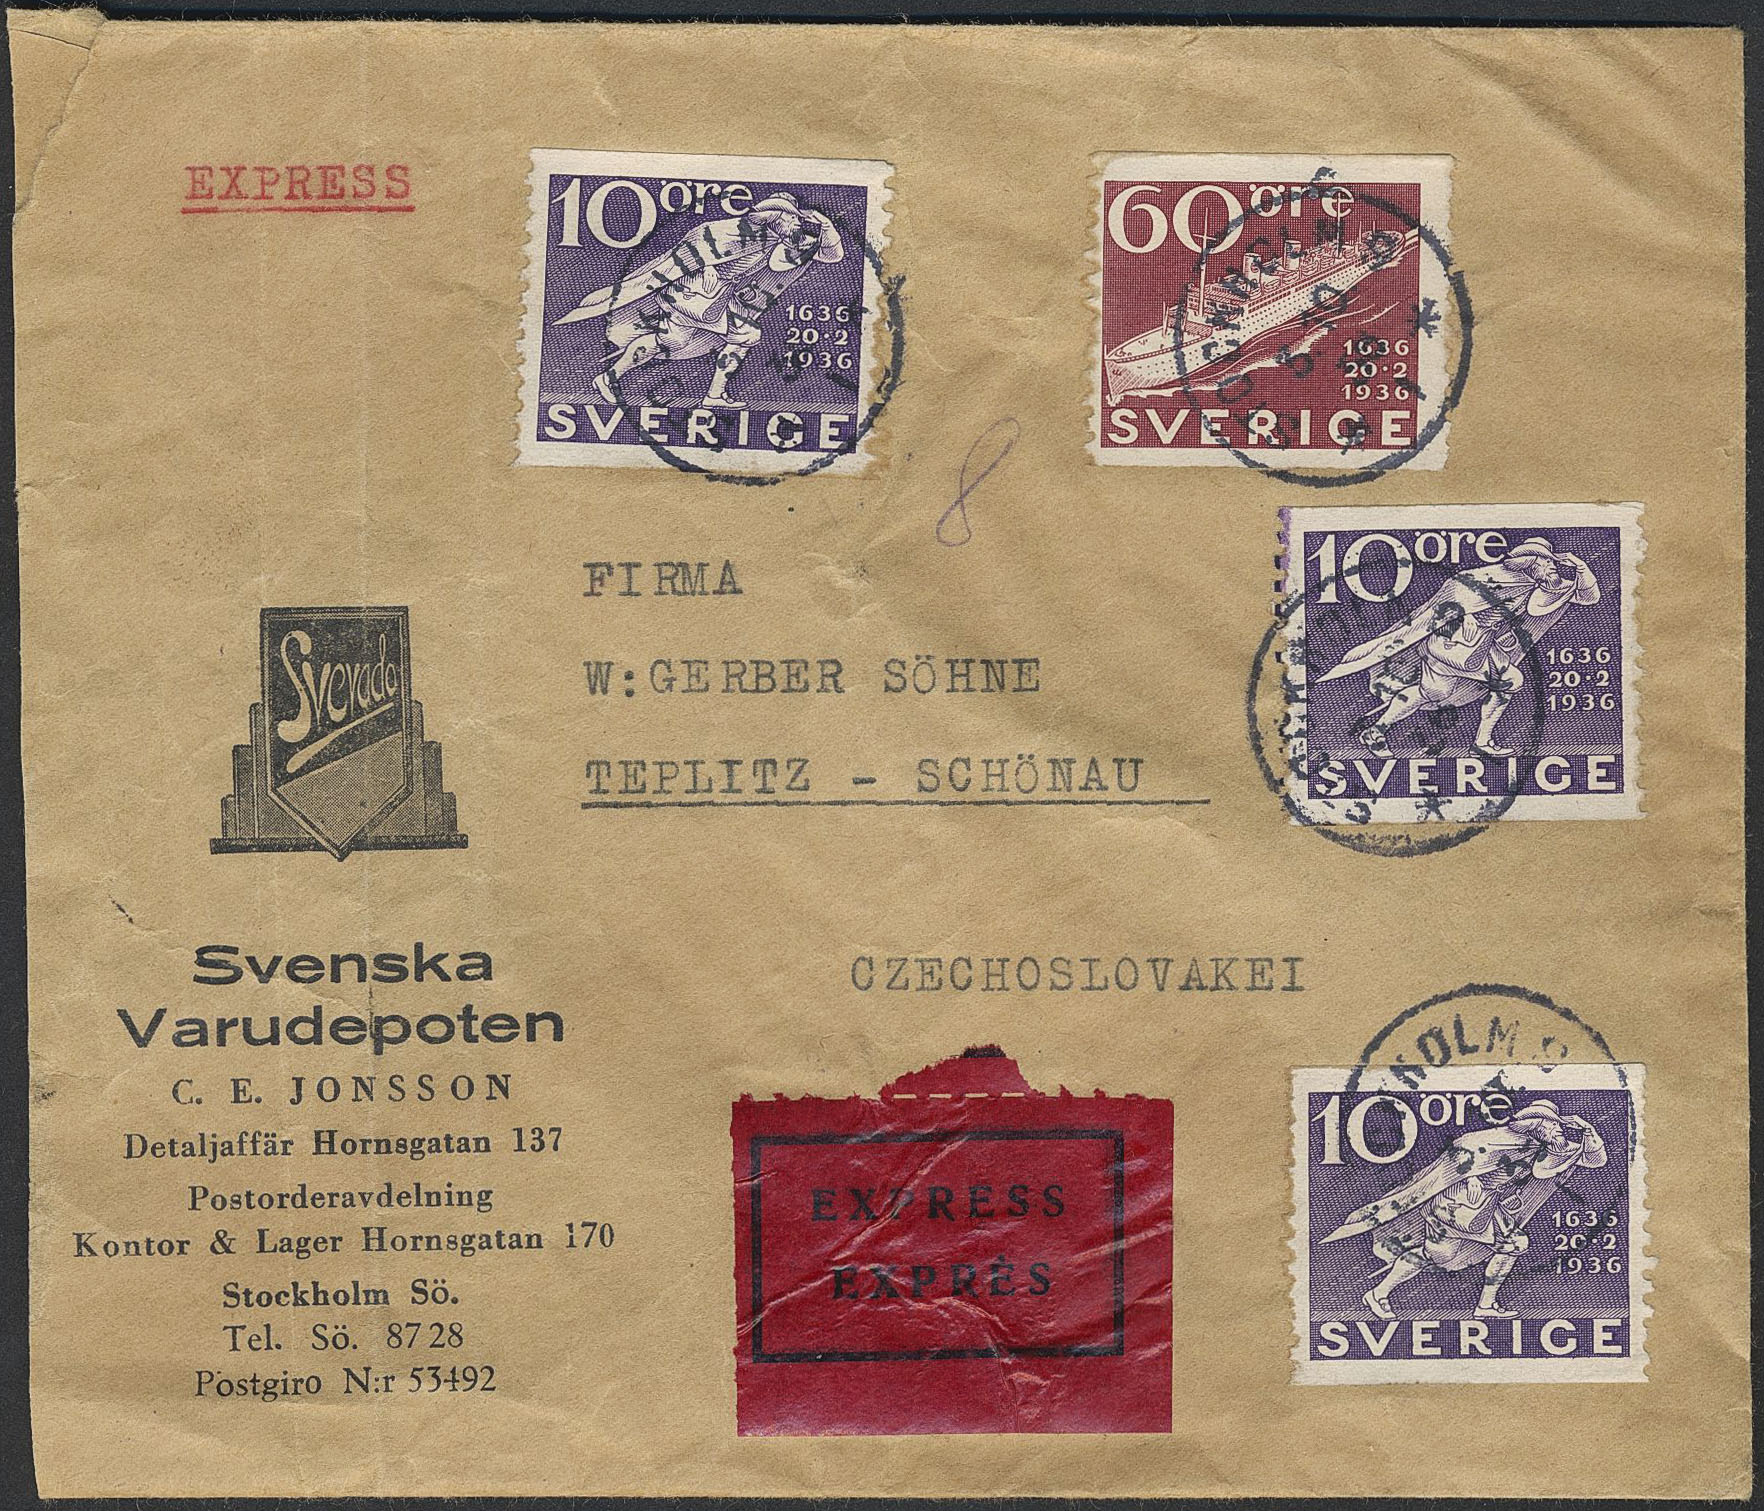 EXPRESS
10 öre
1636
20·2
1936
SVERIGE
60 öre
1636
20·2
1936
SVERIGE
8
10 öre
1636
20·2
1936
SVERIGE
FIRMA
W:GERBER SÖHNE
TEPLITZ - SCHÖNAU
CZECHOSLOVAKEI
Svevado
Svenska
Varudepoten
C. E. JONSSON
Detaljaffär Hornsgatan 137
Postorderavdelning
Kontor & Lager Hornsgatan 170
Stockholm Sö.
Tel. Sö. 8728
Postgiro N:r 53492
EXPRESS
EXPRÈS
10 öre
1636
20·2
1936
SVERIGE